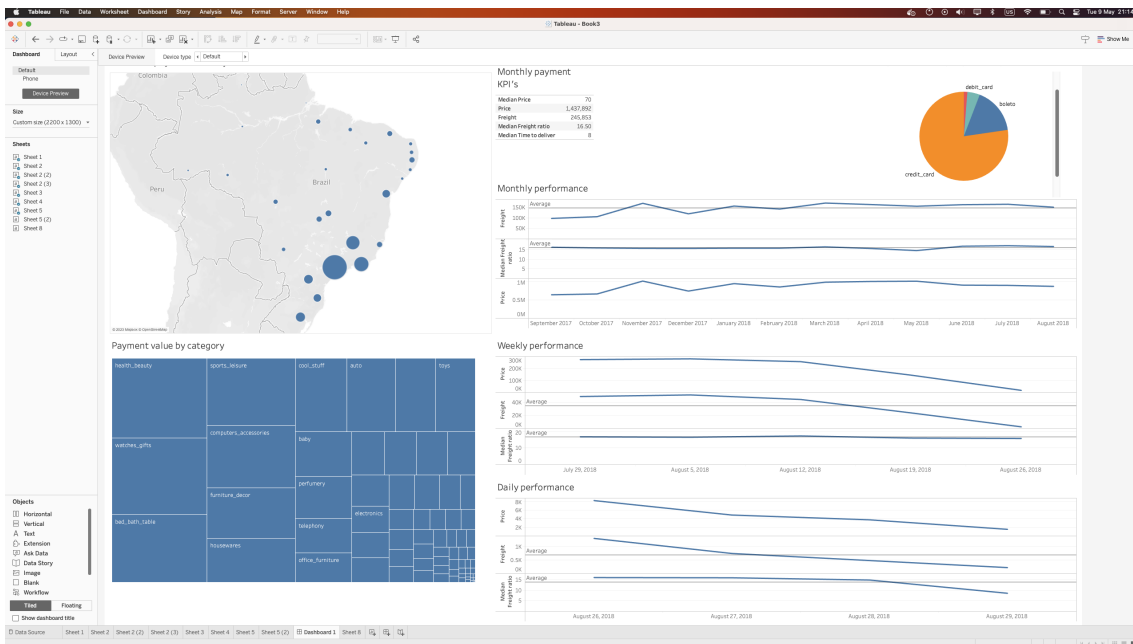 Tableau File Data Worksheet Dashboard Story Analysis Map Format Server Window Help
US Tue 9 May 21:14
Tableau - Book3
Show Me
Dashboard Layout
Device Preview Device type Default
Default
Phone
Device Preview
Size
Custom size (2200 x 1300)
Sheets
Sheet 1
Sheet 2
Sheet 2 (2)
Sheet 2 (3)
Sheet 3
Sheet 4
Sheet 5
Sheet 5 (2)
Sheet 8
Objects
Horizontal
Vertical
Text
Extension
Ask Data
Data Story
Image
Blank
Workflow
Tiled Floating
Show dashboard title
Colombia
Peru
Brazil
© 2023 Mapbox © OpenStreetMap
Monthly payment
KPI's
Median Price 70
Price 1,437,892
Freight 245,853
Median Freight ratio 16.50
Median Time to deliver 8
debit_card
boleto
credit_card
Monthly performance
Freight
150K
100K
50K
Average
Median Freight ratio
15
10
5
Average
Price
1M
0.5M
0M
September 2017 October 2017 November 2017 December 2017 January 2018 February 2018 March 2018 April 2018 May 2018 June 2018 July 2018 August 2018
Payment value by category
health_beauty
sports_leisure
cool_stuff
auto
toys
watches_gifts
computers_accessories
baby
furniture_decor
perfumery
bed_bath_table
electronics
telephony
housewares
office_furniture
Weekly performance
Price
300K
200K
100K
0K
Freight
40K
20K
0K
Average
Median Freight ratio
20
10
0
Average
July 29, 2018 August 5, 2018 August 12, 2018 August 19, 2018 August 26, 2018
Daily performance
Price
8K
6K
4K
2K
Freight
1K
0.5K
0K
Average
Median Freight ratio
15
10
5
Average
August 26, 2018 August 27, 2018 August 28, 2018 August 29, 2018
Data Source Sheet 1 Sheet 2 Sheet 2 (2) Sheet 2 (3) Sheet 3 Sheet 4 Sheet 5 Sheet 5 (2) Dashboard 1 Sheet 8